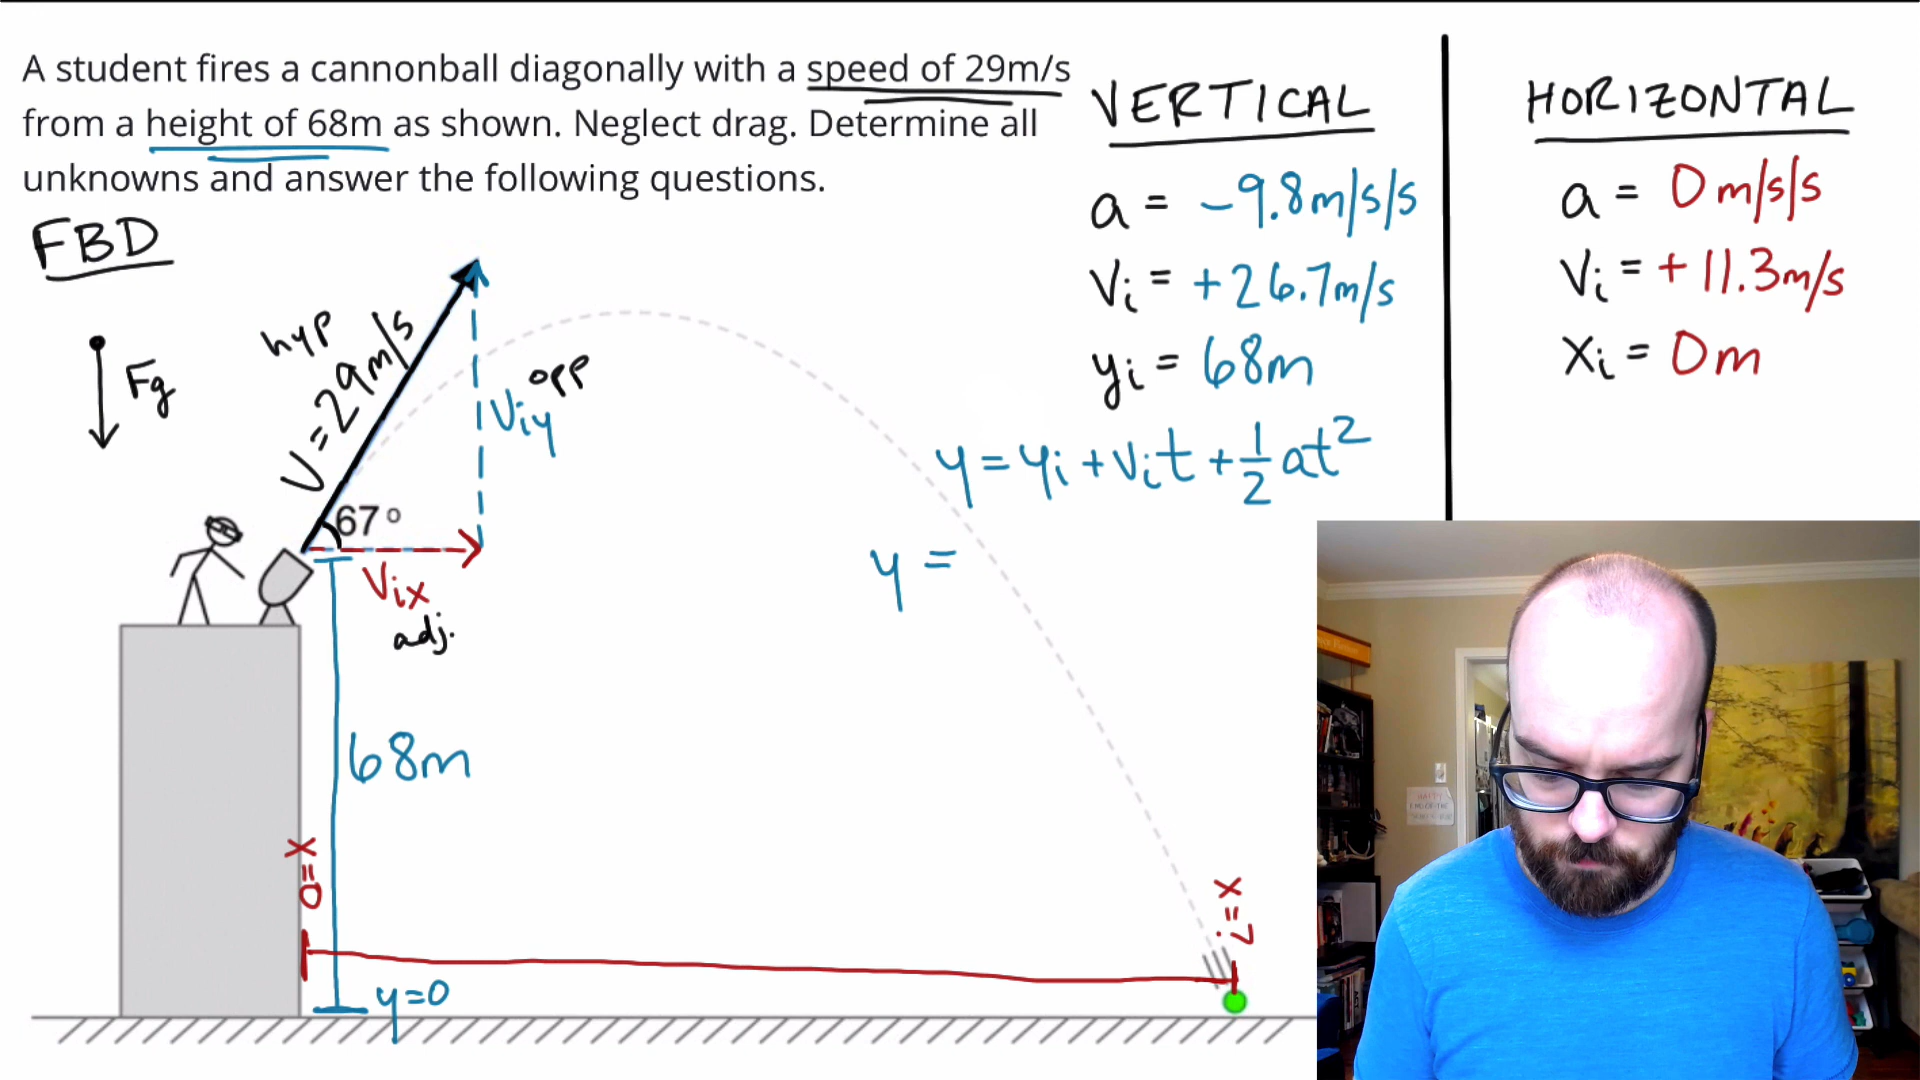 A student fires a cannonball diagonally with a speed of 29m/s
from a height of 68m as shown. Neglect drag. Determine all
unknowns and answer the following questions.
FBD
Fg
hyp
V = 29m/s
opp
Viy
67°
Vix
adj.
68m
x=0
y=0
x=?
VERTICAL
a = -9.8m/s/s
Vi = +26.7m/s
yi = 68m
y = yi + Vit + 1/2 at²
y =
HORIZONTAL
a = 0m/s/s
Vi = +11.3m/s
xi = 0m